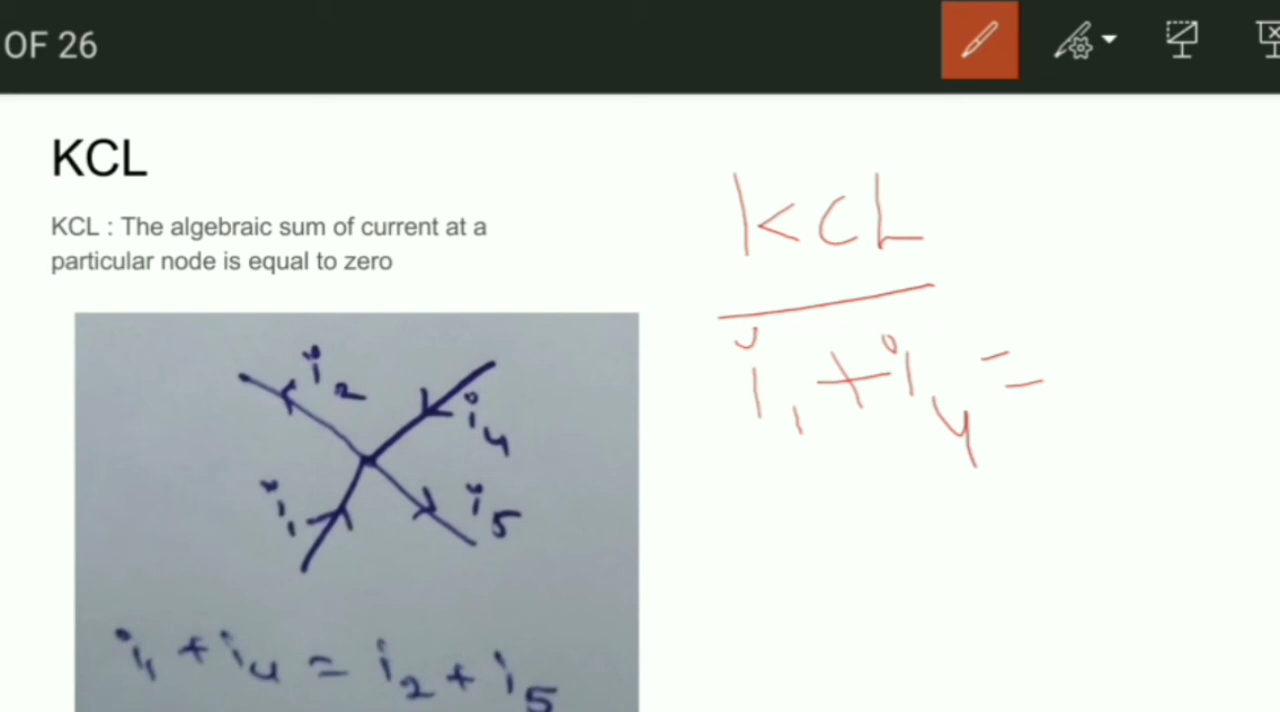 OF 26
KCL
KCL : The algebraic sum of current at a
particular node is equal to zero
i2
i4
i1
i5
i1 + i4 = i2 + i5
KCL
i1 + i4 =